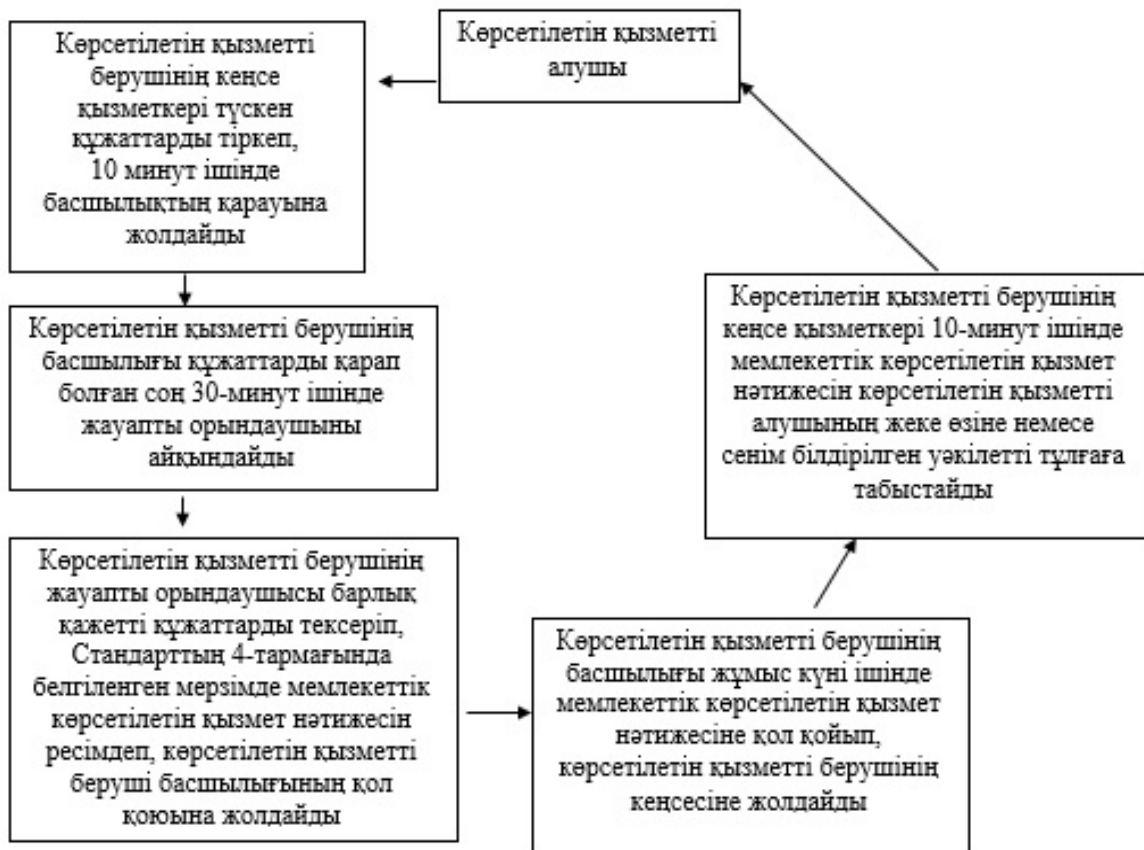 Көрсетілетін қызметті
алушы
Көрсетілетін қызметті
берушінің кеңсе
қызметкері түскен
құжаттарды тіркеп,
10 минут ішінде
басшылықтың қарауына
жолдайды
Көрсетілетін қызметті берушінің
басшылығы құжаттарды қарап
болған соң 30-минут ішінде
жауапты орындаушыны
айқындайды
Көрсетілетін қызметті берушінің
жауапты орындаушысы барлық
қажетті құжаттарды тексеріп,
Стандарттың 4-тармағында
белгіленген мерзімде мемлекеттік
көрсетілетін қызмет нәтижесін
ресімдеп, көрсетілетін қызметті
беруші басшылығының қол
қоюына жолдайды
Көрсетілетін қызметті берушінің
басшылығы жұмыс күні ішінде
мемлекеттік көрсетілетін қызмет
нәтижесіне қол қойып,
көрсетілетін қызметті берушінің
кеңсесіне жолдайды
Көрсетілетін қызметті берушінің
кеңсе қызметкері 10-минут ішінде
мемлекеттік көрсетілетін қызмет
нәтижесін көрсетілетін қызметті
алушының жеке өзіне немесе
сенім білдірілген уәкілетті тұлғаға
табыстайды